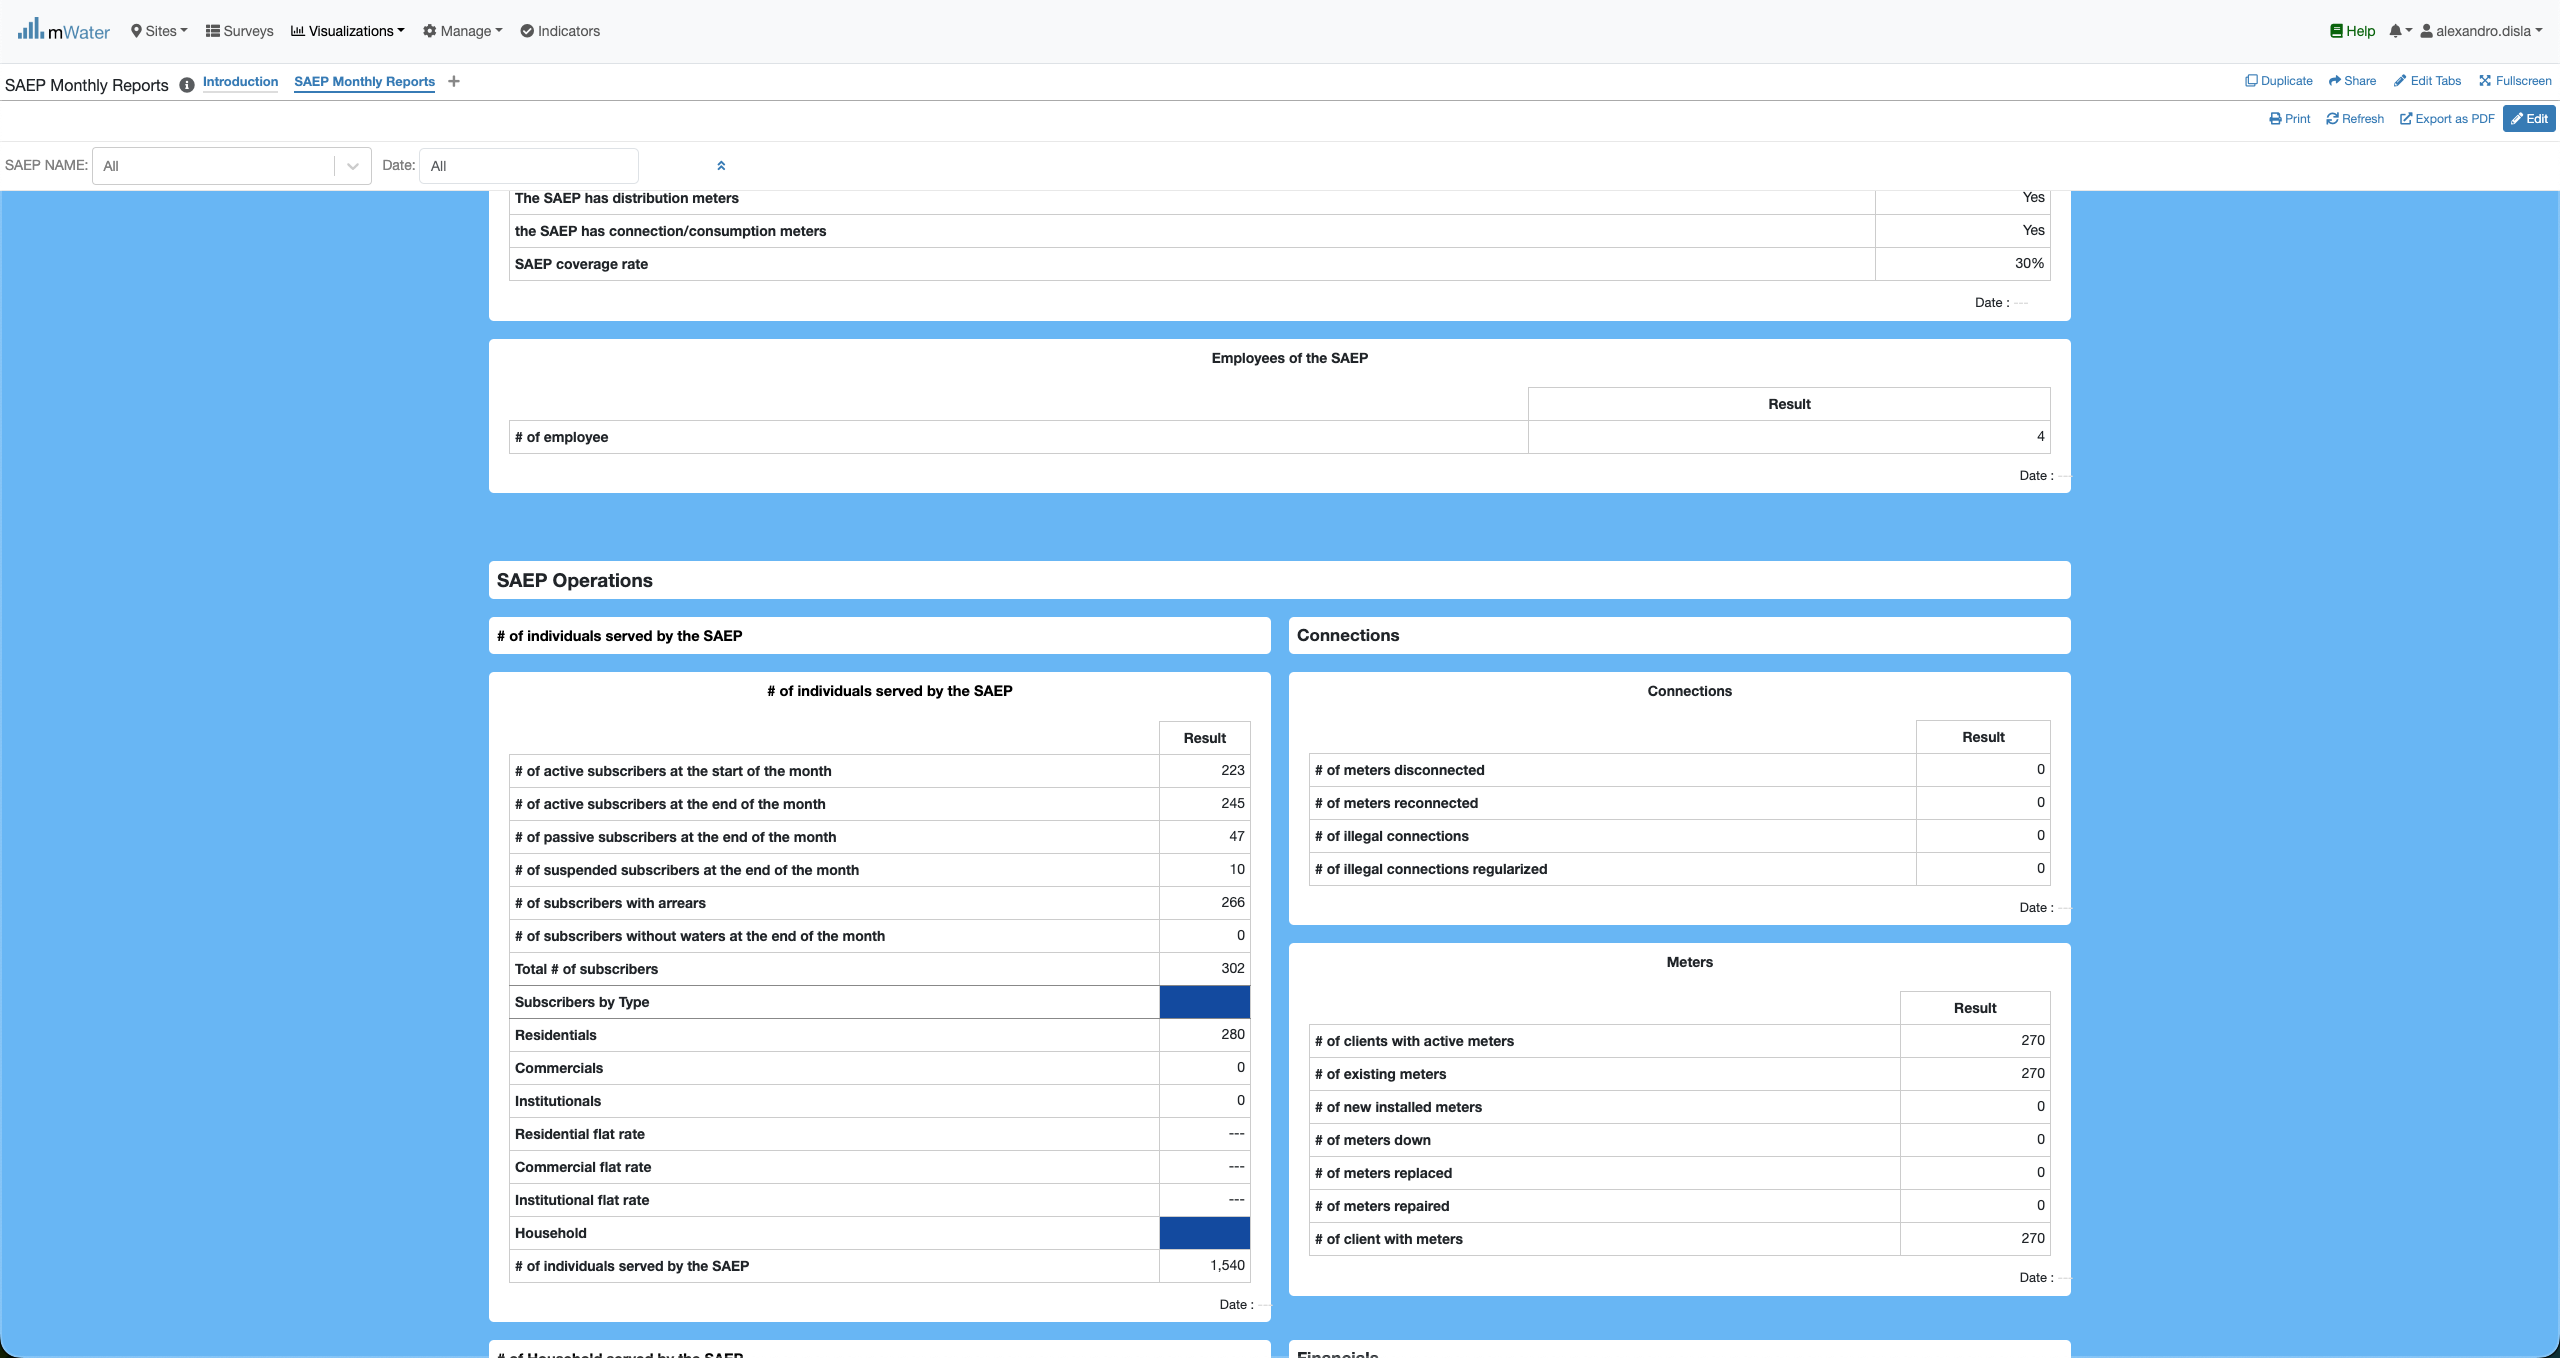 mWater Sites Surveys Visualizations Manage Indicators Help alexandro.disla
SAEP Monthly Reports Introduction SAEP Monthly Reports + Duplicate Share Edit Tabs Fullscreen
Print Refresh Export as PDF Edit
SAEP NAME: All Date: All
The SAEP has distribution meters Yes
the SAEP has connection/consumption meters Yes
SAEP coverage rate 30%
Date : ---
Employees of the SAEP
Result
# of employee 4
Date : ---
SAEP Operations
# of individuals served by the SAEP
# of individuals served by the SAEP
Result
# of active subscribers at the start of the month 223
# of active subscribers at the end of the month 245
# of passive subscribers at the end of the month 47
# of suspended subscribers at the end of the month 10
# of subscribers with arrears 266
# of subscribers without waters at the end of the month 0
Total # of subscribers 302
Subscribers by Type
Residentials 280
Commercials 0
Institutionals 0
Residential flat rate ---
Commercial flat rate ---
Institutional flat rate ---
Household
# of individuals served by the SAEP 1,540
Date : ---
# of Household served by the SAEP
Connections
Connections
Result
# of meters disconnected 0
# of meters reconnected 0
# of illegal connections 0
# of illegal connections regularized 0
Date : ---
Meters
Result
# of clients with active meters 270
# of existing meters 270
# of new installed meters 0
# of meters down 0
# of meters replaced 0
# of meters repaired 0
# of client with meters 270
Date : ---
Financials